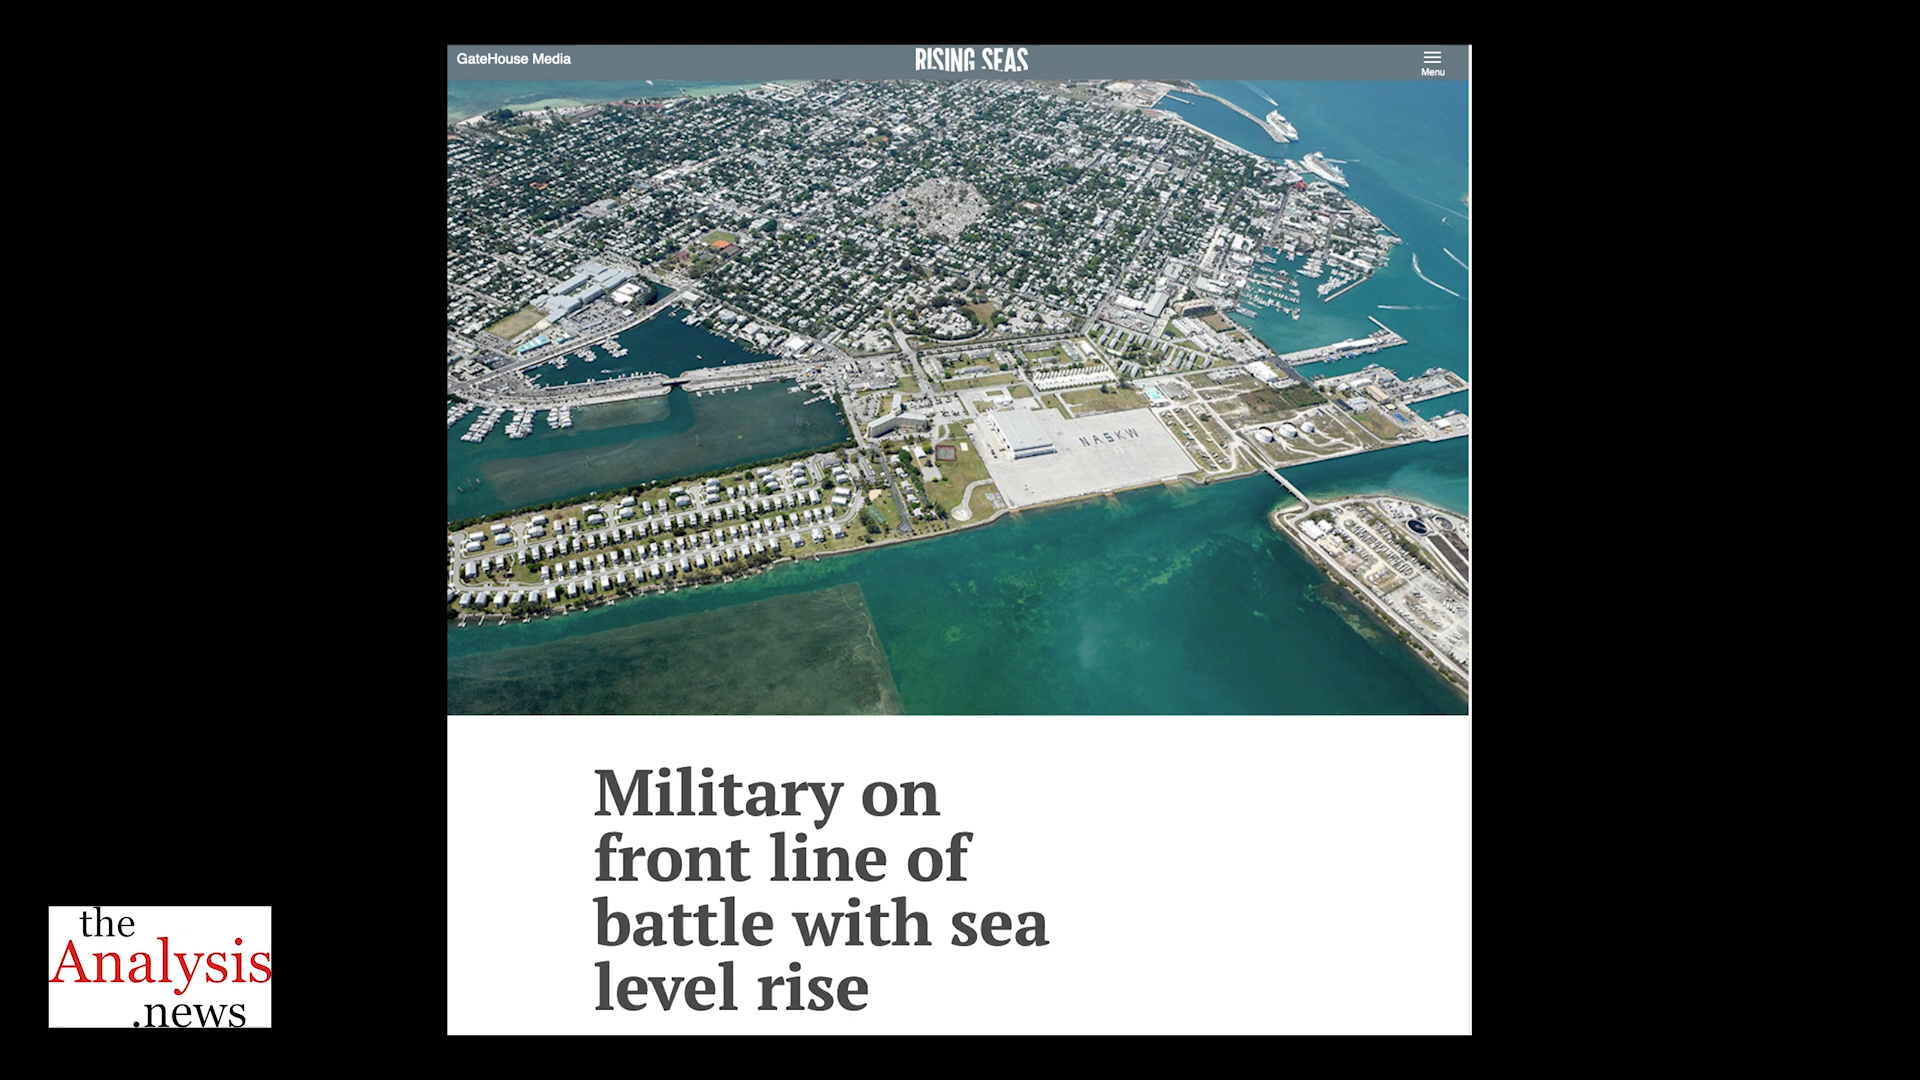 GateHouse Media
RISING SEAS
Menu
NASKW
Military on
front line of
battle with sea
level rise
the
Analysis
.news